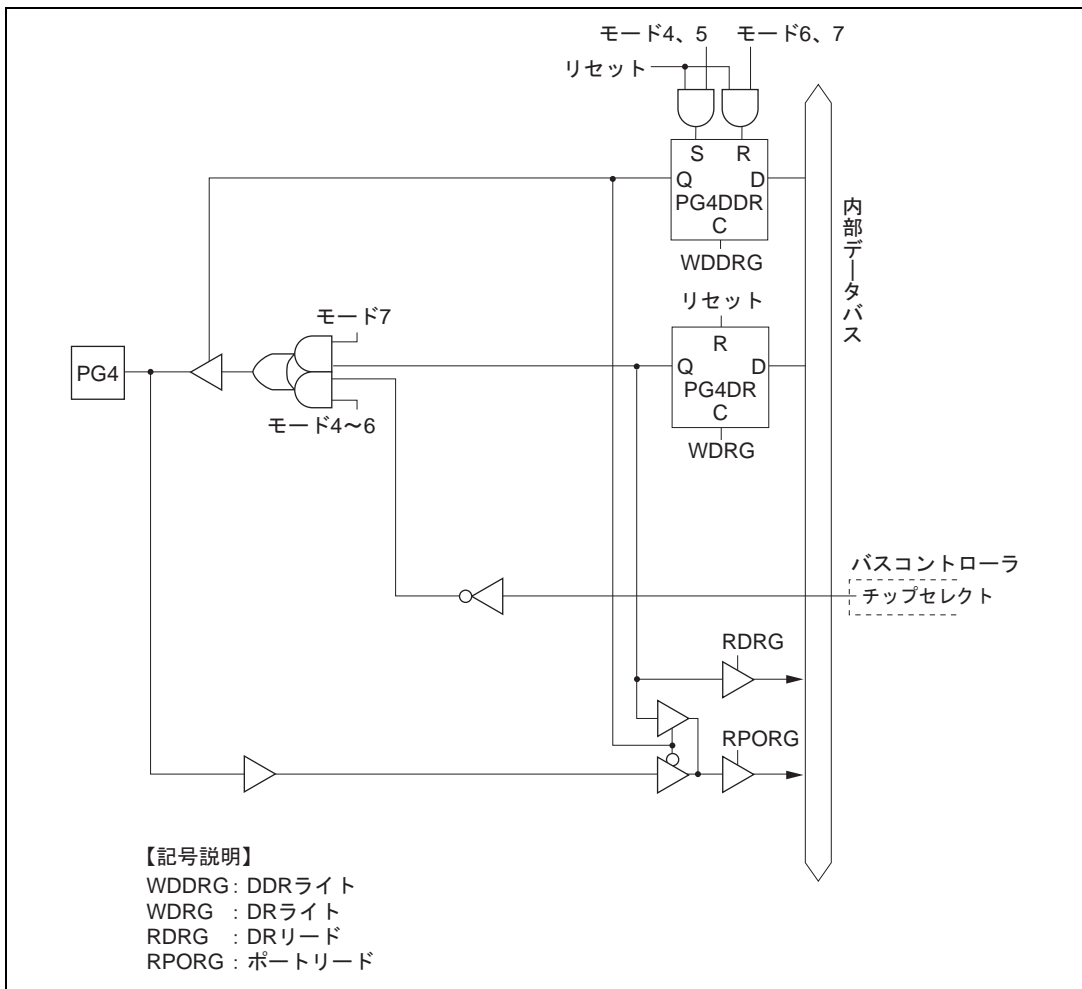 モード4、5
モード6、7
リセット
S R
Q D
PG4DDR
C
WDDRG
内部データバス
リセット
モード7
R
Q D
PG4DR
C
WDRG
PG4
モード4～6
バスコントローラ
チップセレクト
RDRG
RPORG
【記号説明】
WDDRG : DDRライト
WDRG : DRライト
RDRG : DRリード
RPORG : ポートリード